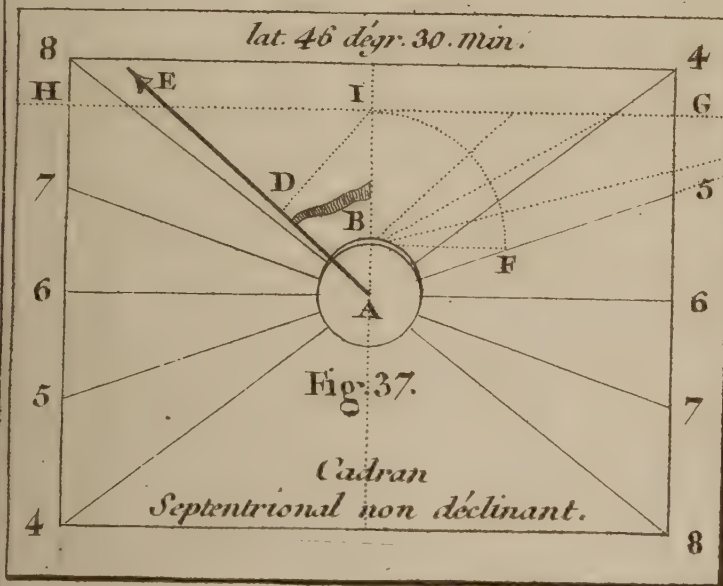 lat. 46 dégr. 30. min.
8 4
H E I G
7 D 5
B
F
6 A 6
Fig. 37.
5 7
Cadran
Septentrional non déclinant.
4 8